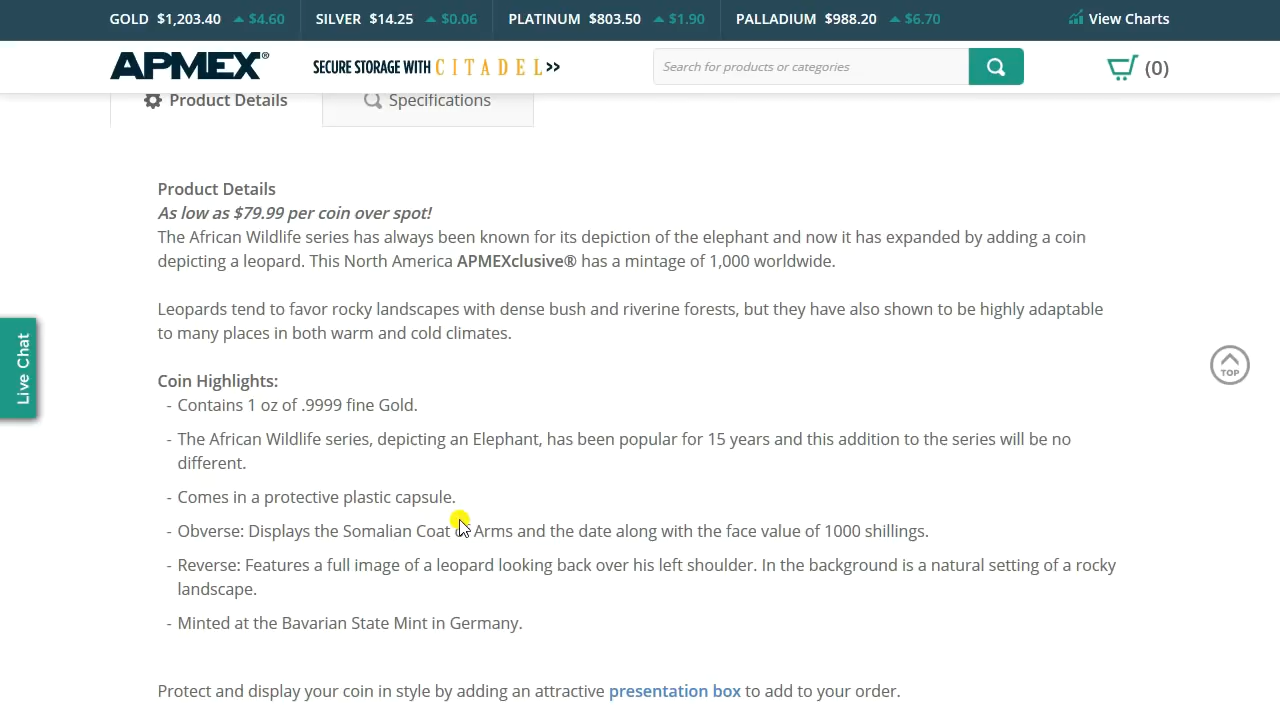 GOLD $1,203.40 $4.60 SILVER $14.25 $0.06 PLATINUM $803.50 $1.90 PALLADIUM $988.20 $6.70 View Charts
APMEX® SECURE STORAGE WITH CITADEL >> Search for products or categories (0)
Product Details Specifications
Product Details
As low as $79.99 per coin over spot!
The African Wildlife series has always been known for its depiction of the elephant and now it has expanded by adding a coin
depicting a leopard. This North America APMEXclusive® has a mintage of 1,000 worldwide.
Leopards tend to favor rocky landscapes with dense bush and riverine forests, but they have also shown to be highly adaptable
to many places in both warm and cold climates.
Live Chat
TOP
Coin Highlights:
- Contains 1 oz of .9999 fine Gold.
- The African Wildlife series, depicting an Elephant, has been popular for 15 years and this addition to the series will be no
different.
- Comes in a protective plastic capsule.
- Obverse: Displays the Somalian Coat Arms and the date along with the face value of 1000 shillings.
- Reverse: Features a full image of a leopard looking back over his left shoulder. In the background is a natural setting of a rocky
landscape.
- Minted at the Bavarian State Mint in Germany.
Protect and display your coin in style by adding an attractive presentation box to add to your order.